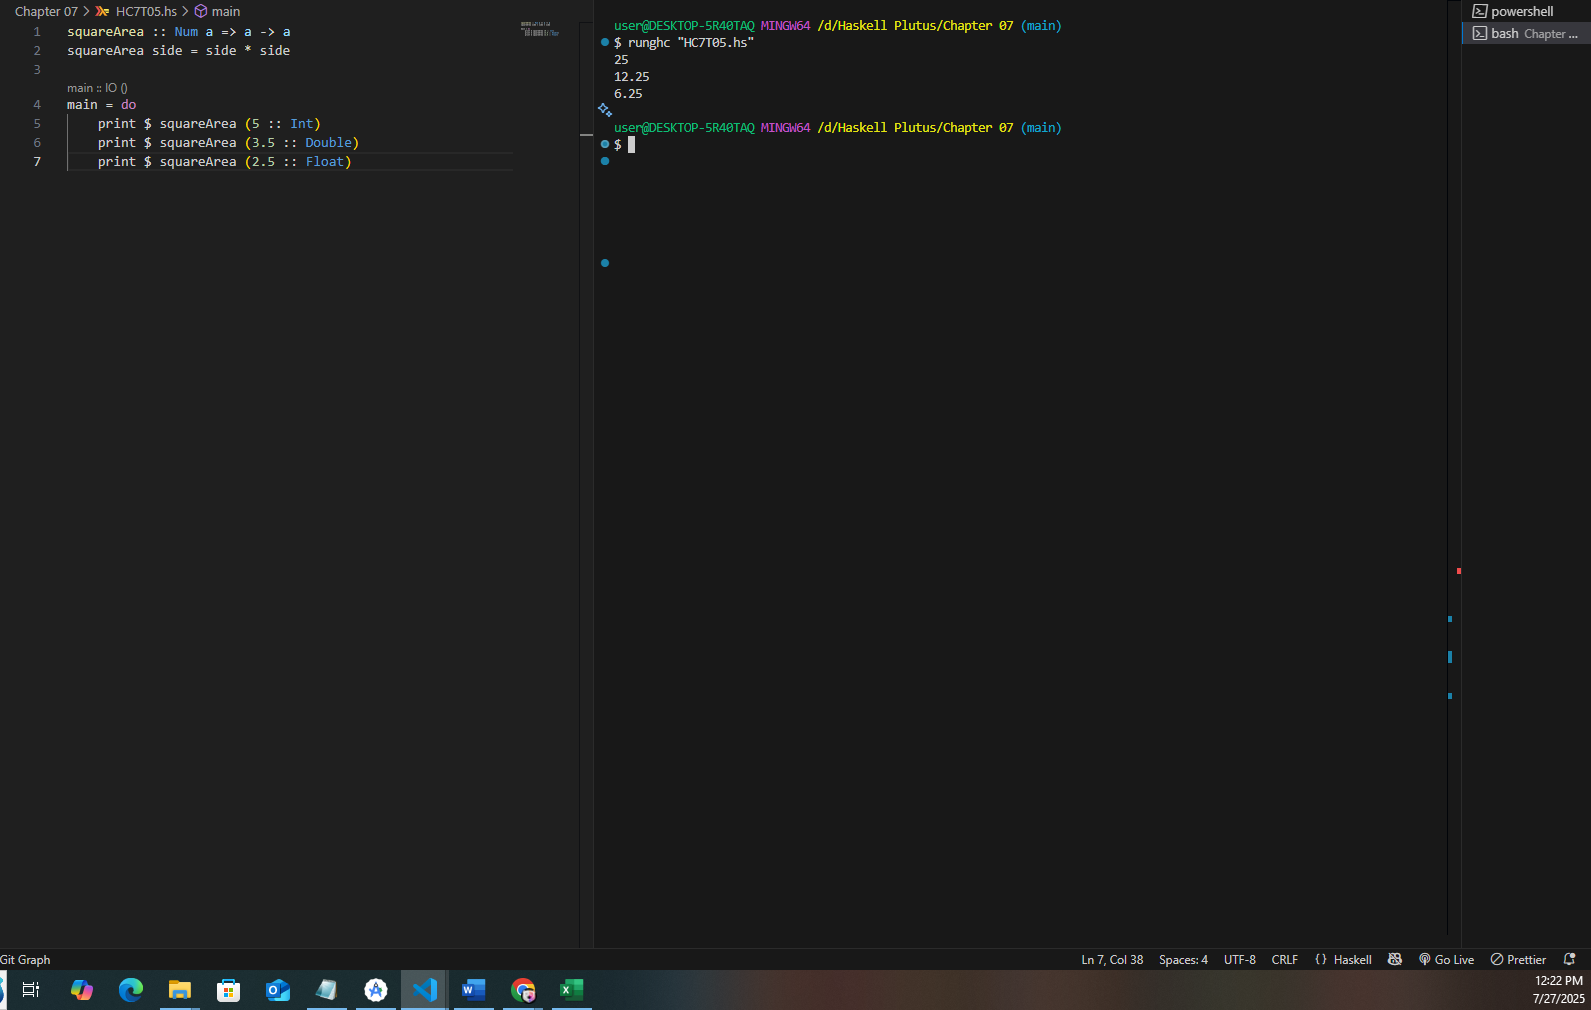 Chapter 07 > HC7T05.hs > main
1 squareArea :: Num a => a -> a
2 squareArea side = side * side
3
main :: IO ()
4 main = do
5     print $ squareArea (5 :: Int)
6     print $ squareArea (3.5 :: Double)
7     print $ squareArea (2.5 :: Float)
user@DESKTOP-5R40TAQ MINGW64 /d/Haskell Plutus/Chapter 07 (main)
$ runghc "HC7T05.hs"
25
12.25
6.25
user@DESKTOP-5R40TAQ MINGW64 /d/Haskell Plutus/Chapter 07 (main)
$
powershell
bash Chapter ...
Git Graph
Ln 7, Col 38 Spaces: 4 UTF-8 CRLF {} Haskell Go Live Prettier
12:22 PM
7/27/2025